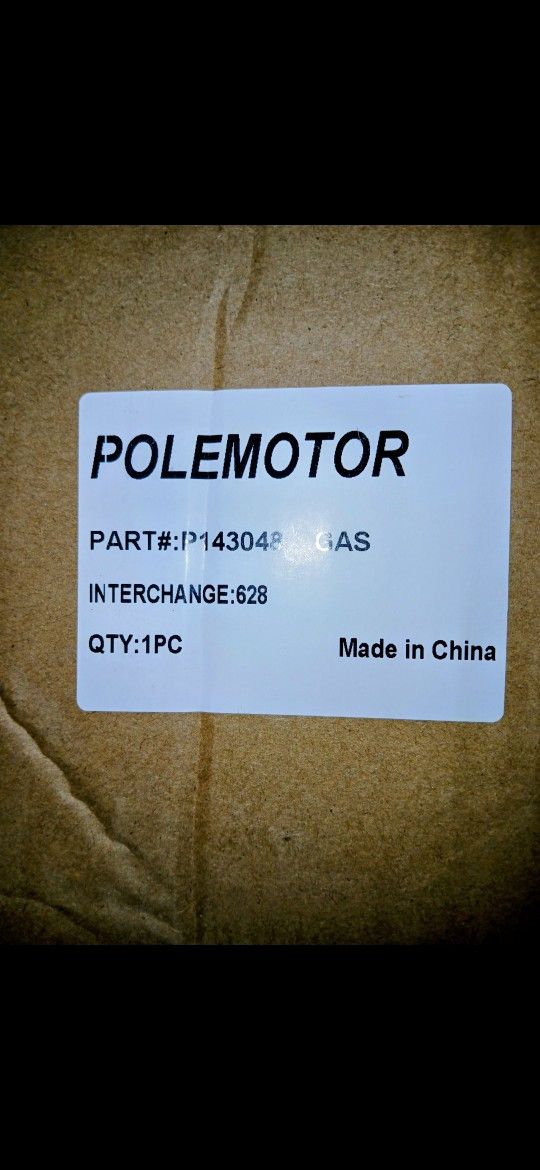 POLEMOTOR
PART#:P143048 GAS
INTERCHANGE:628
QTY:1PC Made in China